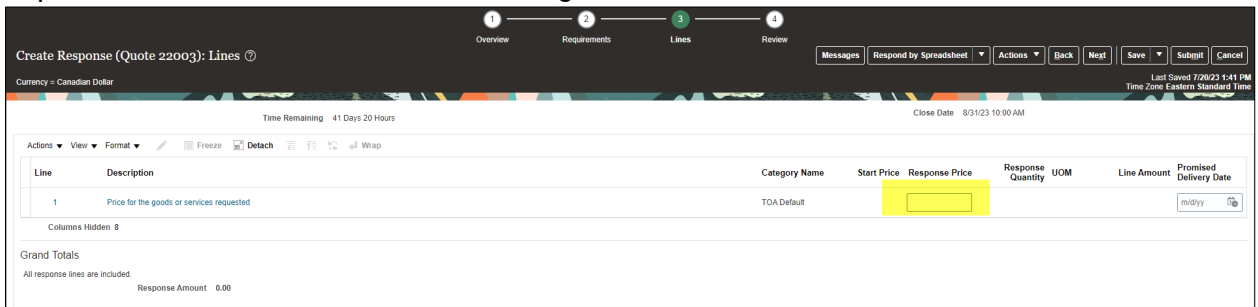 1 2 3 4
Overview Requirements Lines Review
Create Response (Quote 22003): Lines
Messages Respond by Spreadsheet Actions Back Next Save Submit Cancel
Currency = Canadian Dollar
Last Saved 7/20/23 1:41 PM
Time Zone Eastern Standard Time
Time Remaining 41 Days 20 Hours Close Date 8/31/23 10:00 AM
Actions View Format Freeze Detach Wrap
Line Description Category Name Start Price Response Price Response Quantity UOM Line Amount Promised Delivery Date
1 Price for the goods or services requested TOA Default m/d/yy
Columns Hidden 8
Grand Totals
All response lines are included.
Response Amount 0.00